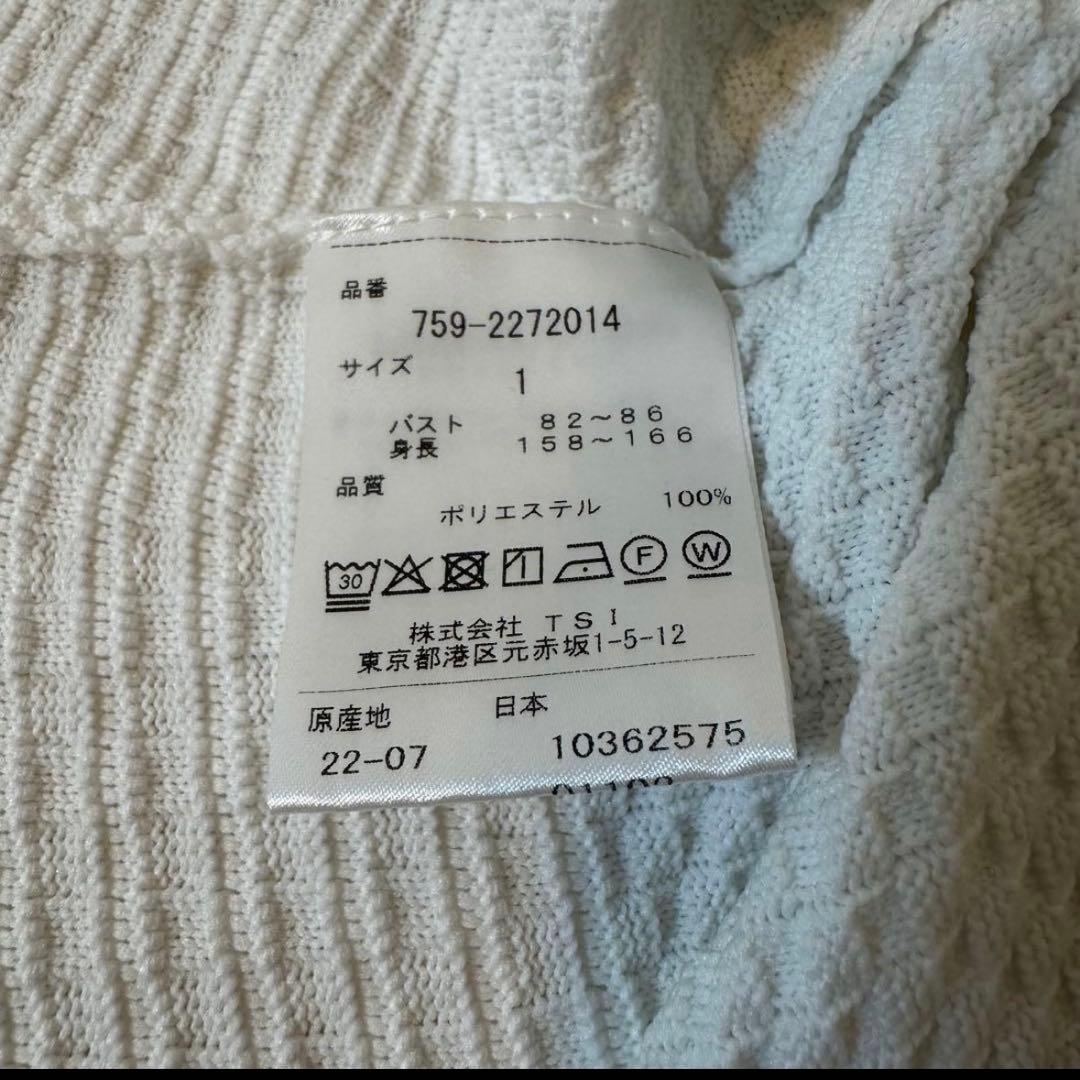 品番
759-2272014
サイズ
1
バスト 82～86
身長 158～166
品質
ポリエステル 100%
30 F W
株式会社 TSI
東京都港区元赤坂1-5-12
原産地 日本
22-07 10362575